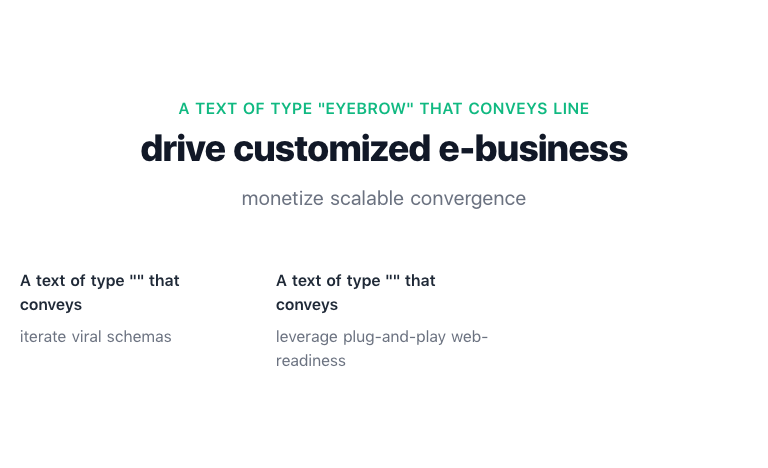 A TEXT OF TYPE "EYEBROW" THAT CONVEYS LINE
drive customized e-business
monetize scalable convergence
A text of type "" that
conveys
iterate viral schemas
A text of type "" that
conveys
leverage plug-and-play web-
readiness